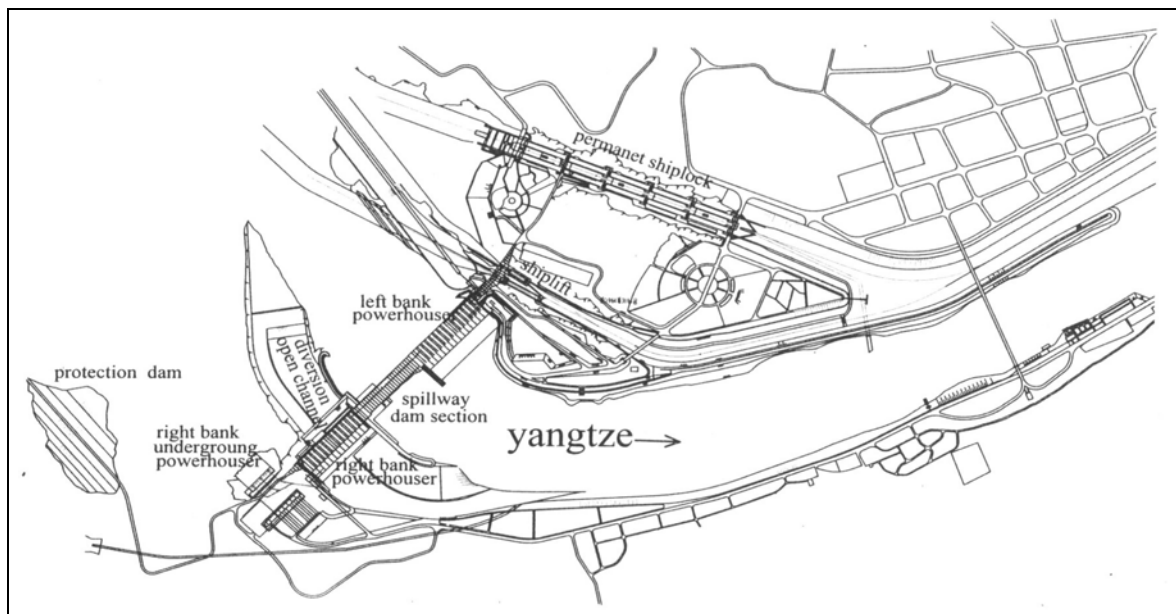 permanet shiplock
shiplift
left bank
powerhouser
diversion
open channel
protection dam
spillway
dam section
right bank
undergroung
powerhouser
yangtze
right bank
powerhouser